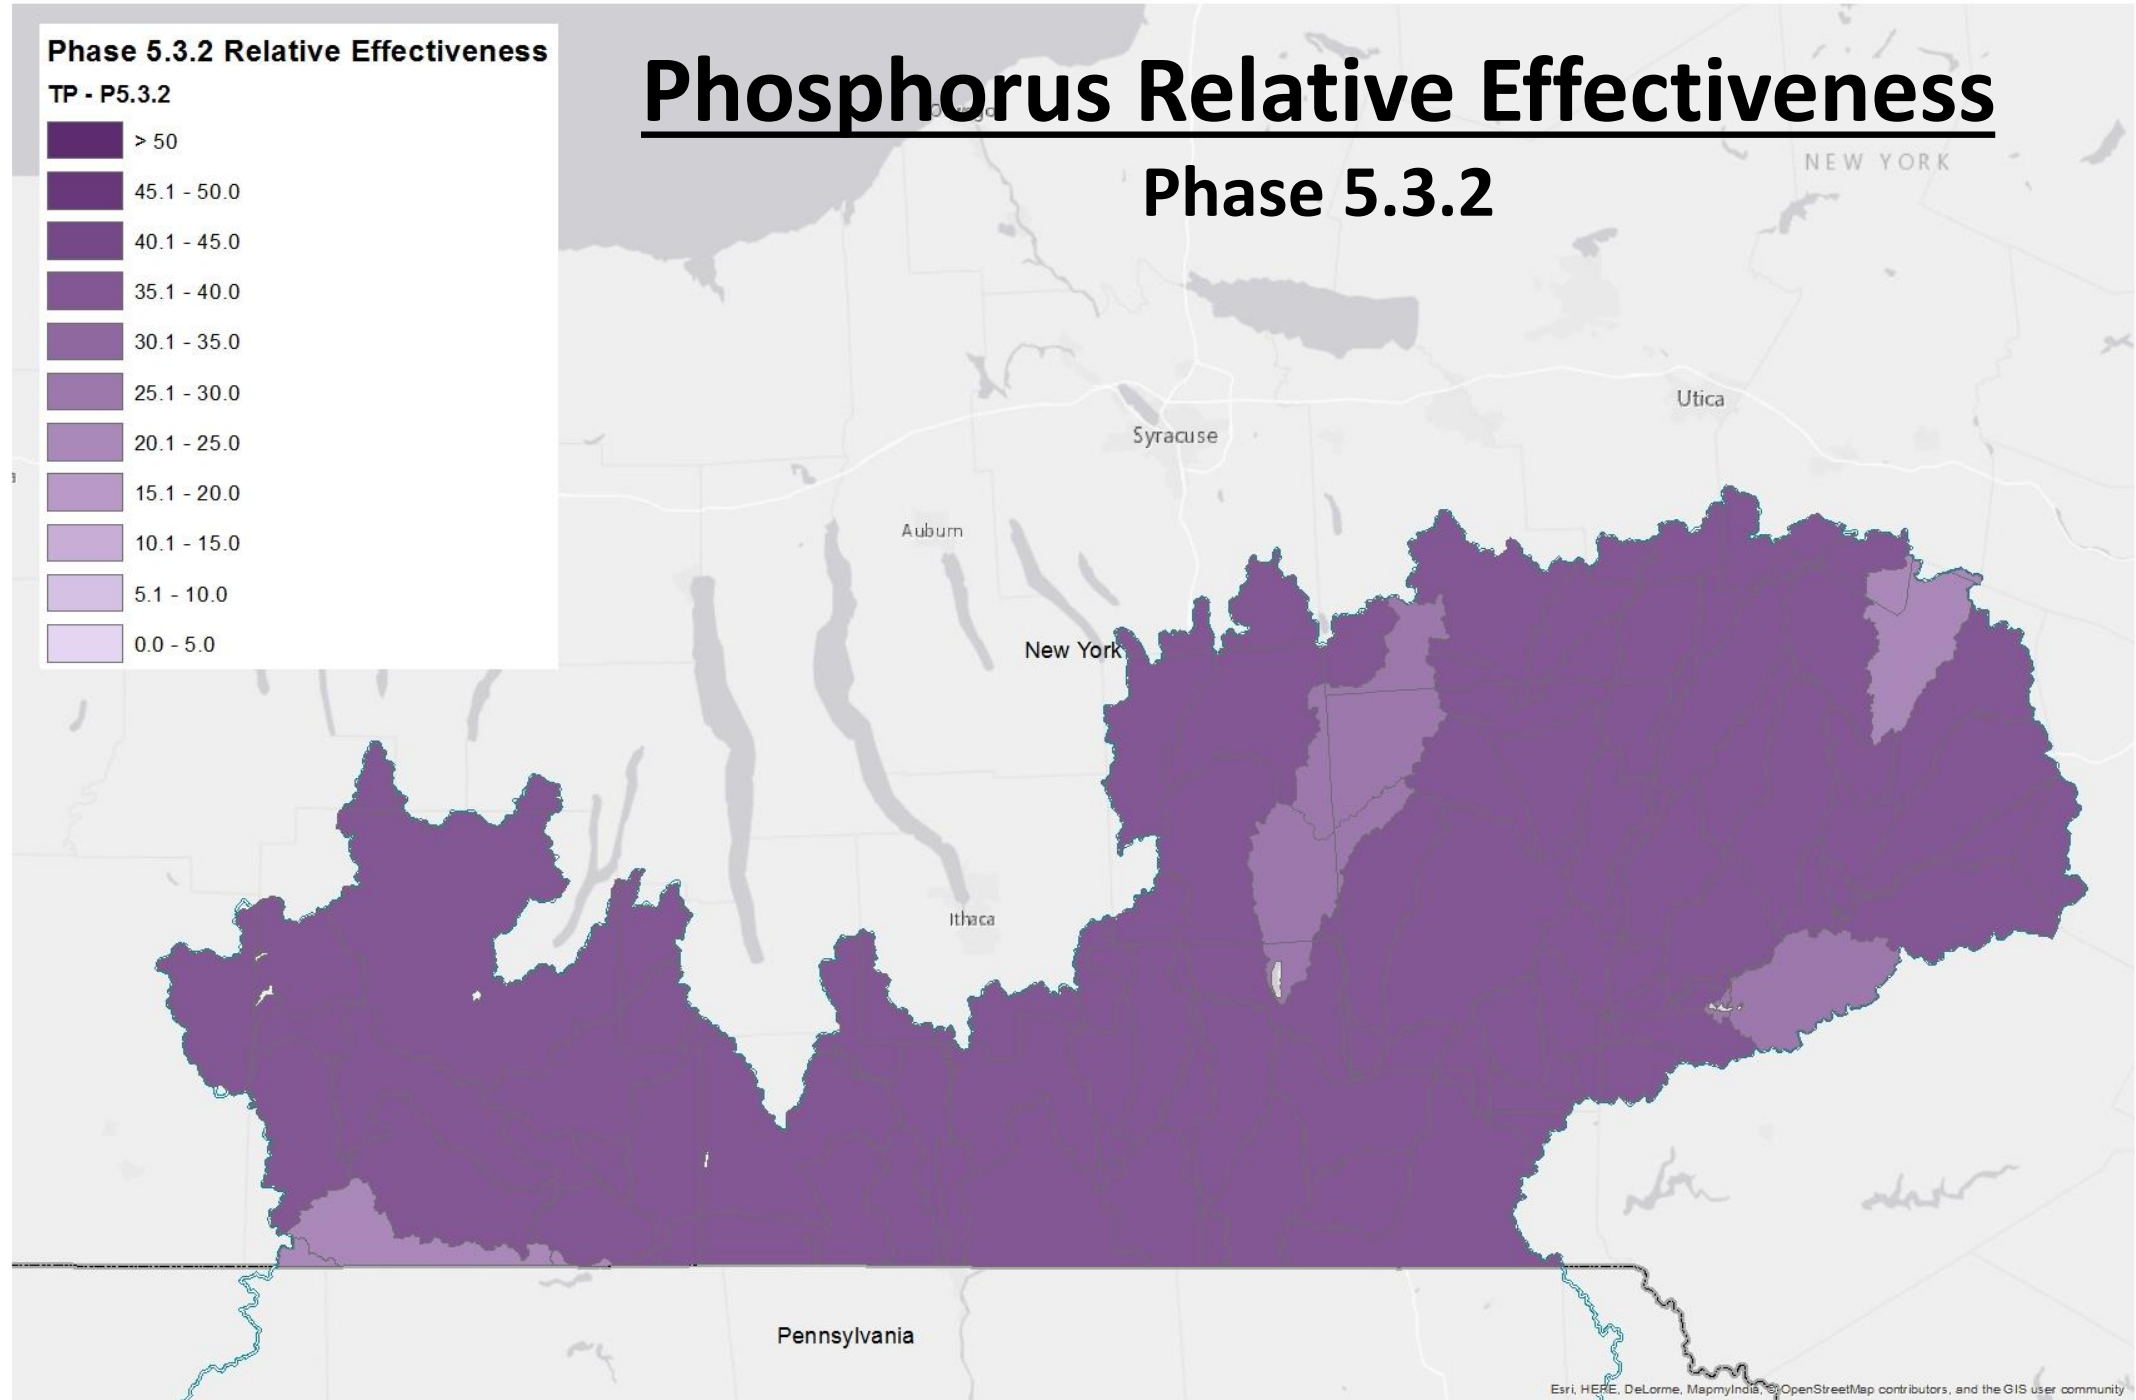 Phase 5.3.2 Relative Effectiveness
TP - P5.3.2
> 50
45.1 - 50.0
40.1 - 45.0
35.1 - 40.0
30.1 - 35.0
25.1 - 30.0
20.1 - 25.0
15.1 - 20.0
10.1 - 15.0
5.1 - 10.0
0.0 - 5.0
Phosphorus Relative Effectiveness
Phase 5.3.2
NEW YORK
Utica
Syracuse
Auburn
New York
Ithaca
Pennsylvania
Esri, HERE, DeLorme, MapmyIndia, © OpenStreetMap contributors, and the GIS user community